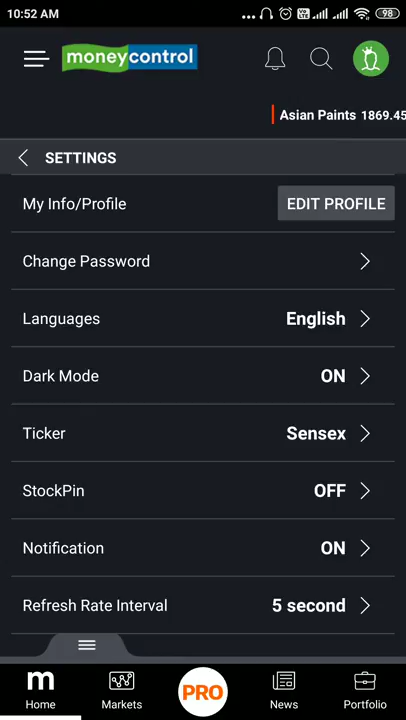 10:52 AM
98
moneycontrol
Asian Paints 1869.45
SETTINGS
My Info/Profile
EDIT PROFILE
Change Password
Languages English
Dark Mode ON
Ticker Sensex
StockPin OFF
Notification ON
Refresh Rate Interval 5 second
m PRO
Home Markets News Portfolio